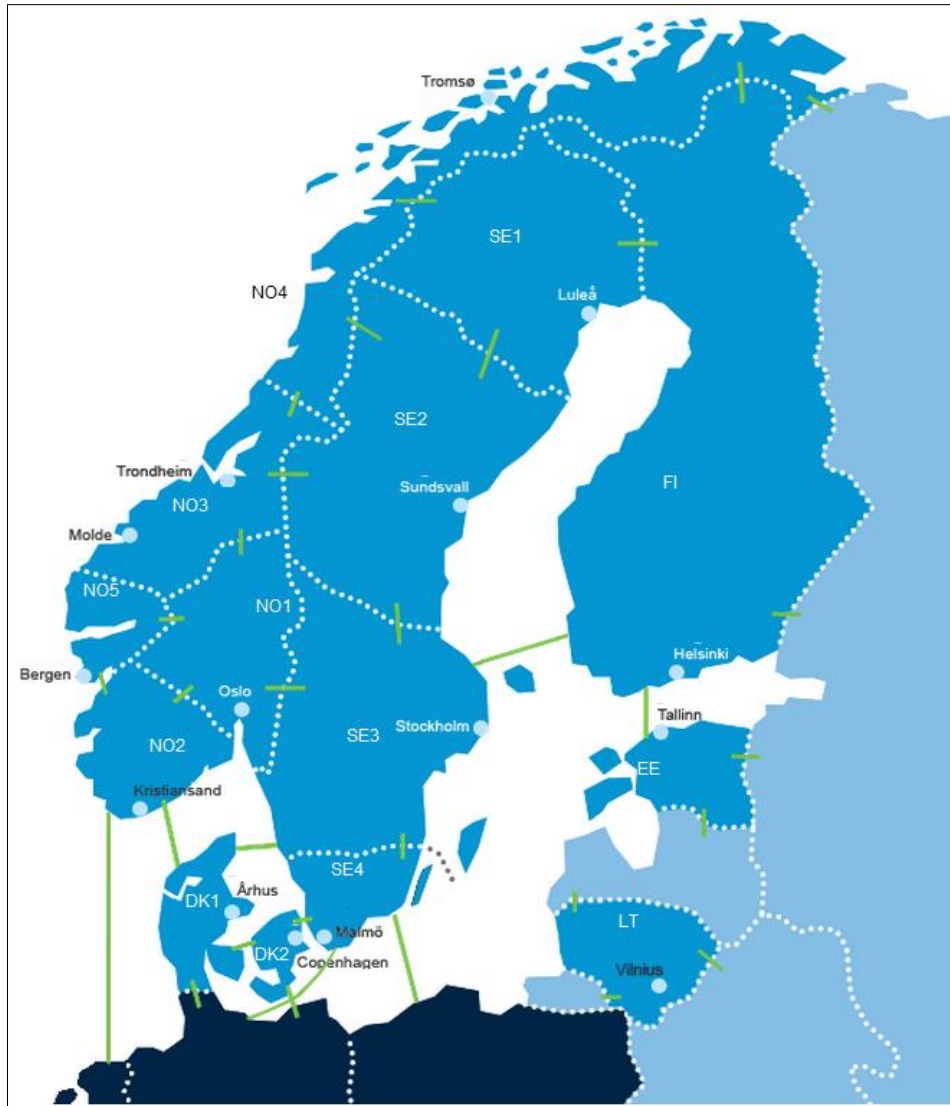 Tromsø
SE1
NO4
Luleå
SE2
Trondheim
Sundsvall
FI
NO3
Molde
NO5
NO1
Helsinki
Bergen
Oslo
Tallinn
Stockholm
NO2
SE3
EE
Kristiansand
SE4
Århus
DK1
LT
Malmö
DK2
Copenhagen
Vilnius